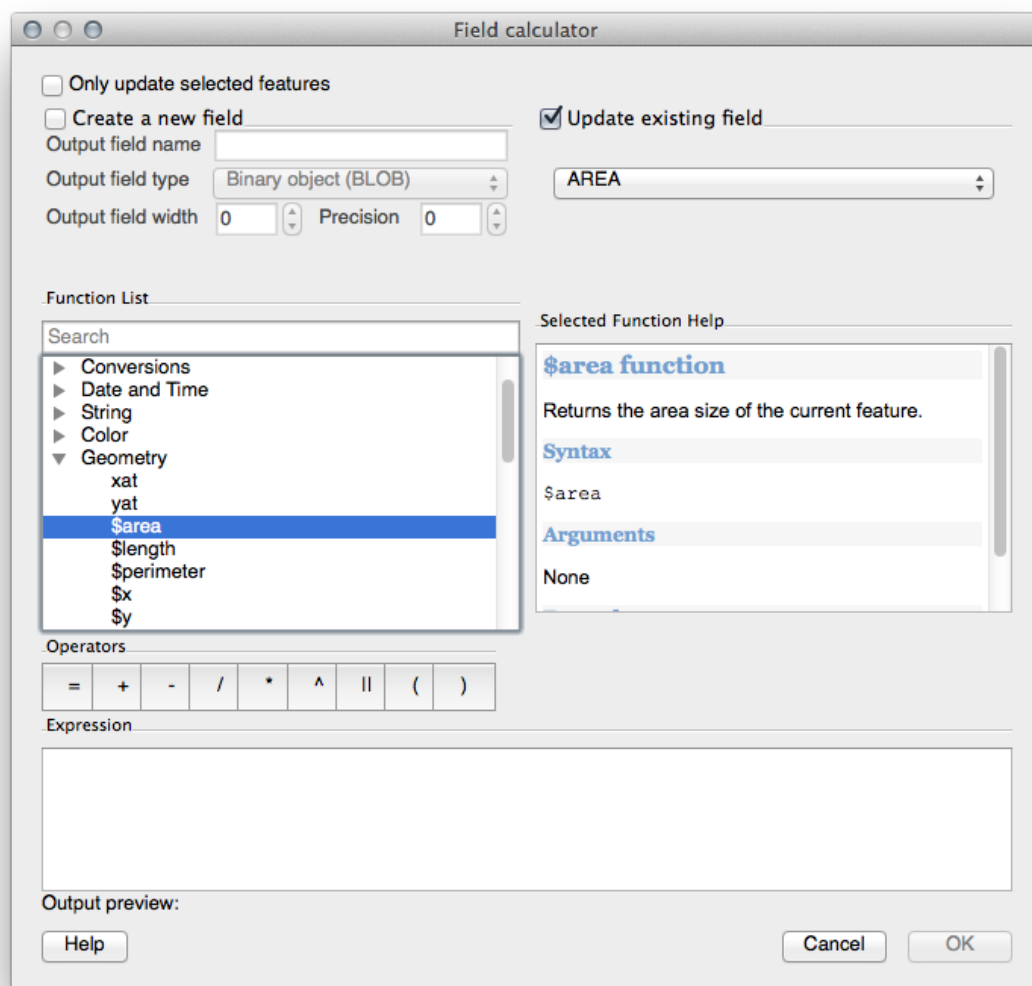 Field calculator
Only update selected features
Create a new field
Update existing field
Output field name
Output field type Binary object (BLOB)
AREA
Output field width 0 Precision 0
Function List
Selected Function Help
Search
Conversions
Date and Time
String
Color
Geometry
xat
yat
$area
$length
$perimeter
$x
$y
$area function
Returns the area size of the current feature.
Syntax
$area
Arguments
None
Operators
= + - / * ^ || ( )
Expression
Output preview:
Help
Cancel
OK